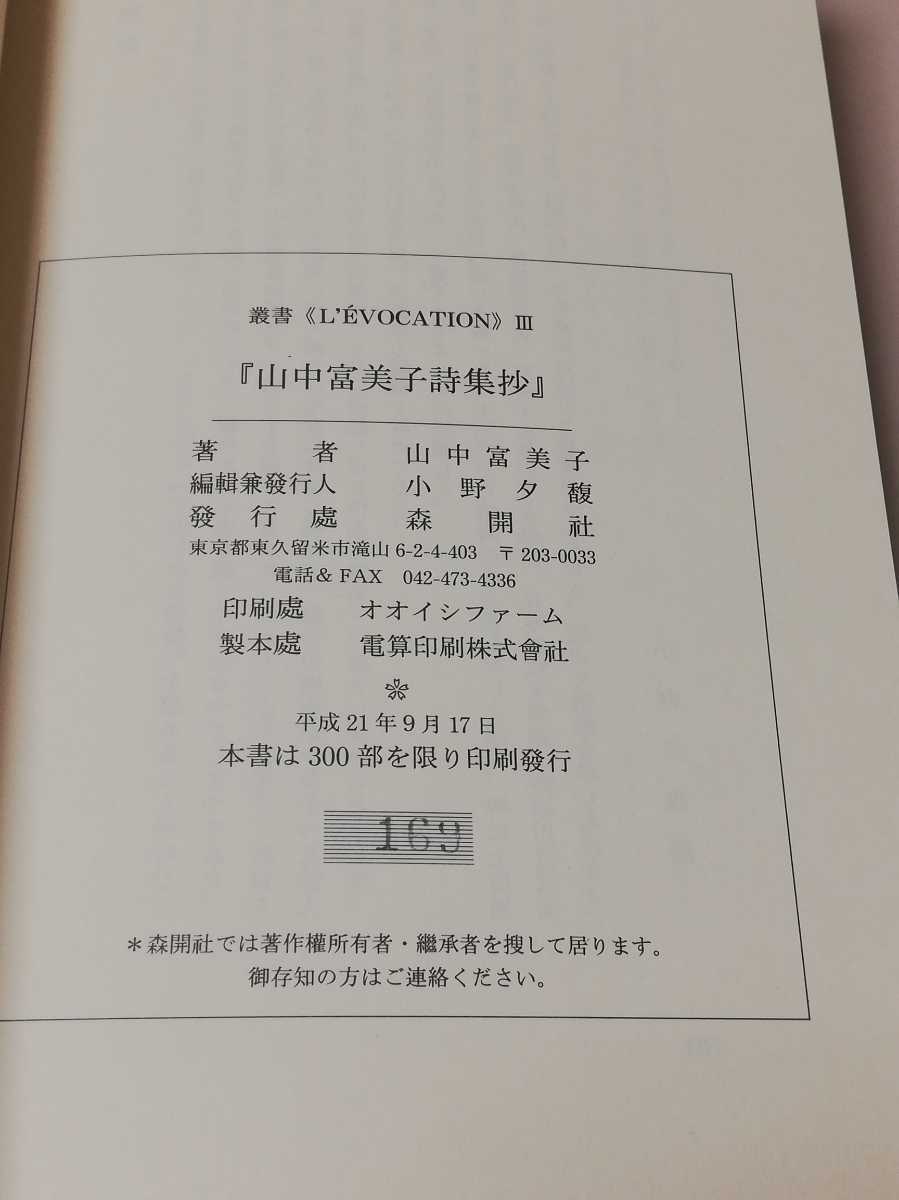 叢書《L'ÉVOCATION》Ⅲ
『山中富美子詩集抄』
著者 山中富美子
編輯兼發行人 小野夕馥
發行處 森開社
東京都東久留米市滝山 6-2-4-403 〒203-0033
電話& FAX 042-473-4336
印刷處 オオイシファーム
製本處 電算印刷株式會社
平成 21 年 9 月 17 日
本書は 300 部を限り印刷發行
169
＊森開社では著作權所有者・繼承者を捜して居ります。
御存知の方はご連絡ください。